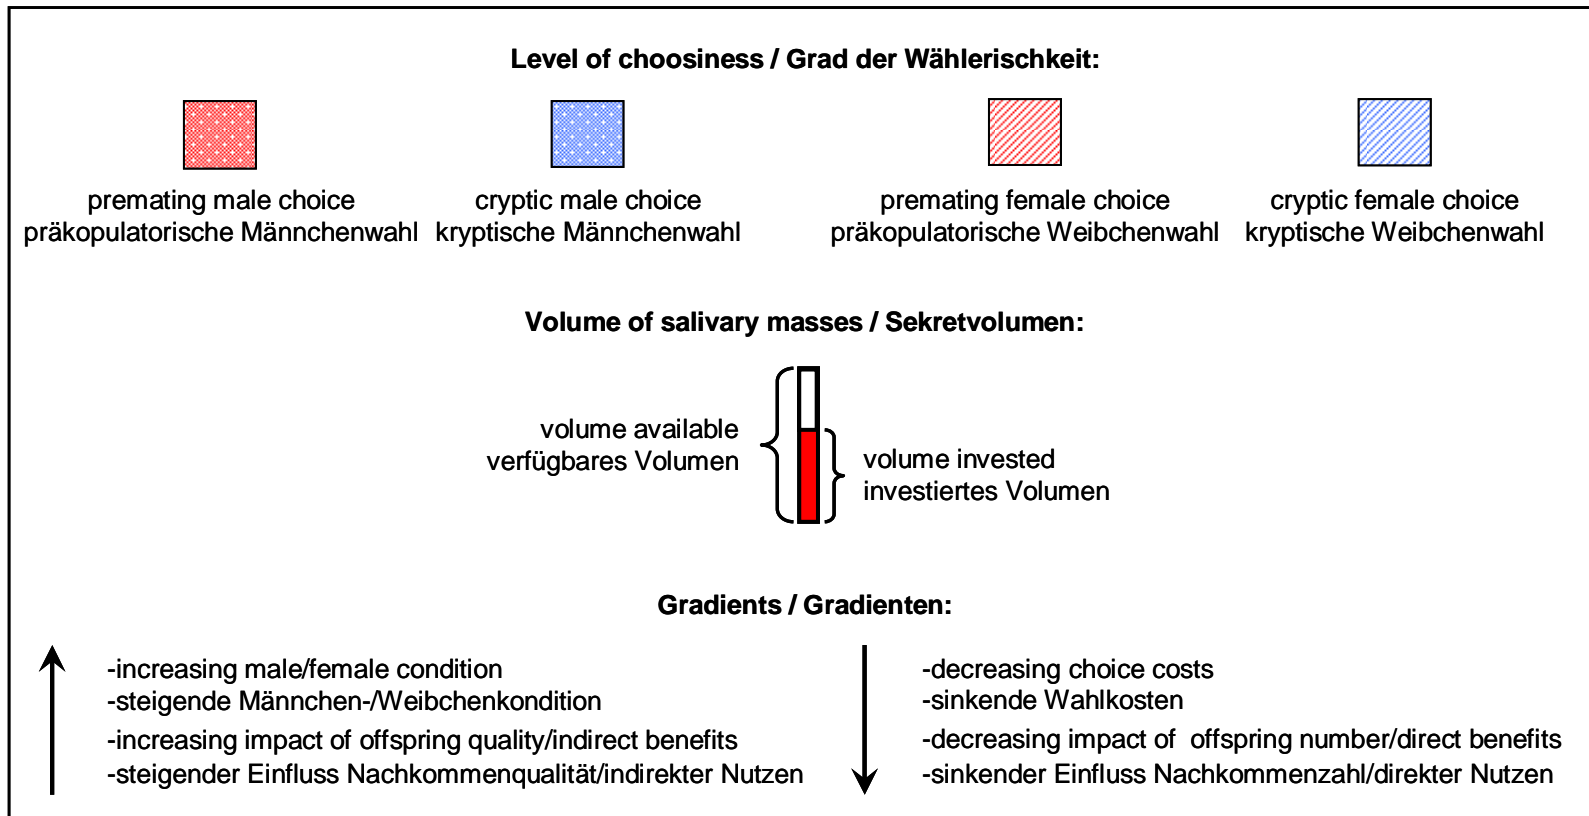 Level of choosiness / Grad der Wählerischkeit:
premating male choice
präkopulatorische Männchenwahl
cryptic male choice
kryptische Männchenwahl
premating female choice
präkopulatorische Weibchenwahl
cryptic female choice
kryptische Weibchenwahl
Volume of salivary masses / Sekretvolumen:
volume available
verfügbares Volumen
volume invested
investiertes Volumen
Gradients / Gradienten:
-increasing male/female condition
-steigende Männchen-/Weibchenkondition
-increasing impact of offspring quality/indirect benefits
-steigender Einfluss Nachkommenqualität/indirekter Nutzen
-decreasing choice costs
-sinkende Wahlkosten
-decreasing impact of  offspring number/direct benefits
-sinkender Einfluss Nachkommenzahl/direkter Nutzen